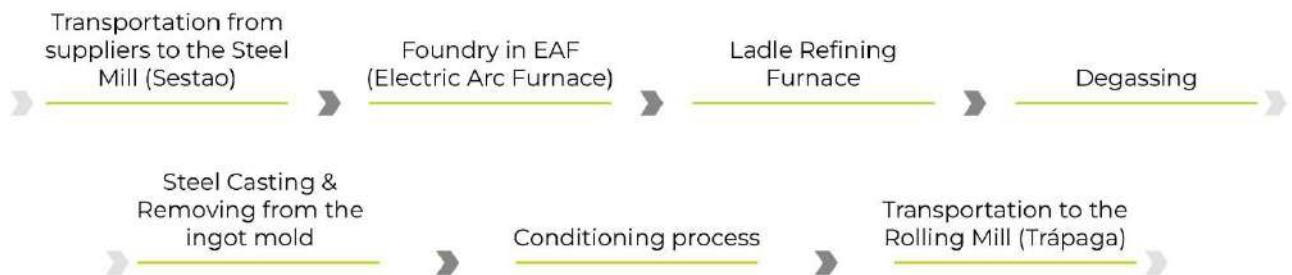 Transportation from
suppliers to the Steel
Mill (Sestao)
Foundry in EAF
(Electric Arc Furnace)
Ladle Refining
Furnace
Degassing
Steel Casting &
Removing from the
ingot mold
Conditioning process
Transportation to the
Rolling Mill (Trápaga)